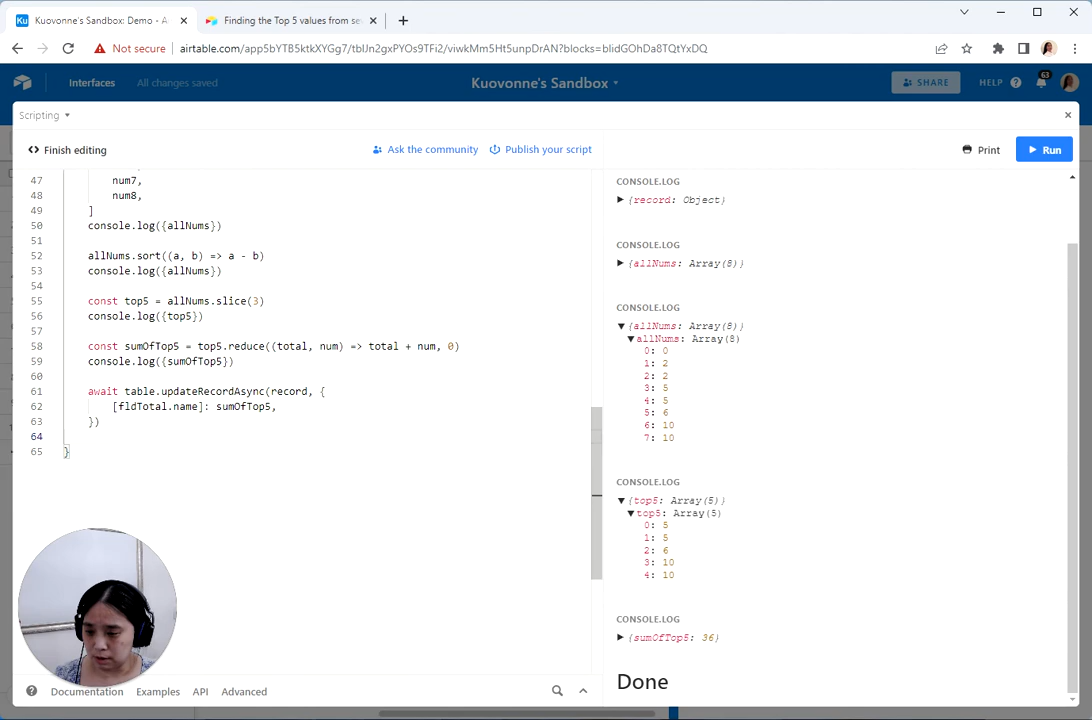 Kuovonne's Sandbox: Demo - A
Finding the Top 5 values from se
Not secure
airtable.com/app5bYTB5ktkXYGg7/tblJn2gxPYOs9TFi2/viwkMm5Ht5unpDrAN?blocks=blidGOhDa8TQtYxDQ
Interfaces
All changes saved
Kuovonne's Sandbox
SHARE
HELP
63
Scripting
<> Finish editing
Ask the community
Publish your script
Print
Run
47 num7,
48 num8,
49 ]
50 console.log({allNums})
51
52 allNums.sort((a, b) => a - b)
53 console.log({allNums})
54
55 const top5 = allNums.slice(3)
56 console.log({top5})
57
58 const sumOfTop5 = top5.reduce((total, num) => total + num, 0)
59 console.log({sumOfTop5})
60
61 await table.updateRecordAsync(record, {
62 [fldTotal.name]: sumOfTop5,
63 })
64
65 }
CONSOLE.LOG
{record: Object}
CONSOLE.LOG
{allNums: Array(8)}
CONSOLE.LOG
{allNums: Array(8)}
allNums: Array(8)
0: 0
1: 2
2: 2
3: 5
4: 5
5: 6
6: 10
7: 10
CONSOLE.LOG
{top5: Array(5)}
top5: Array(5)
0: 5
1: 5
2: 6
3: 10
4: 10
CONSOLE.LOG
{sumOfTop5: 36}
Done
Documentation
Examples
API
Advanced